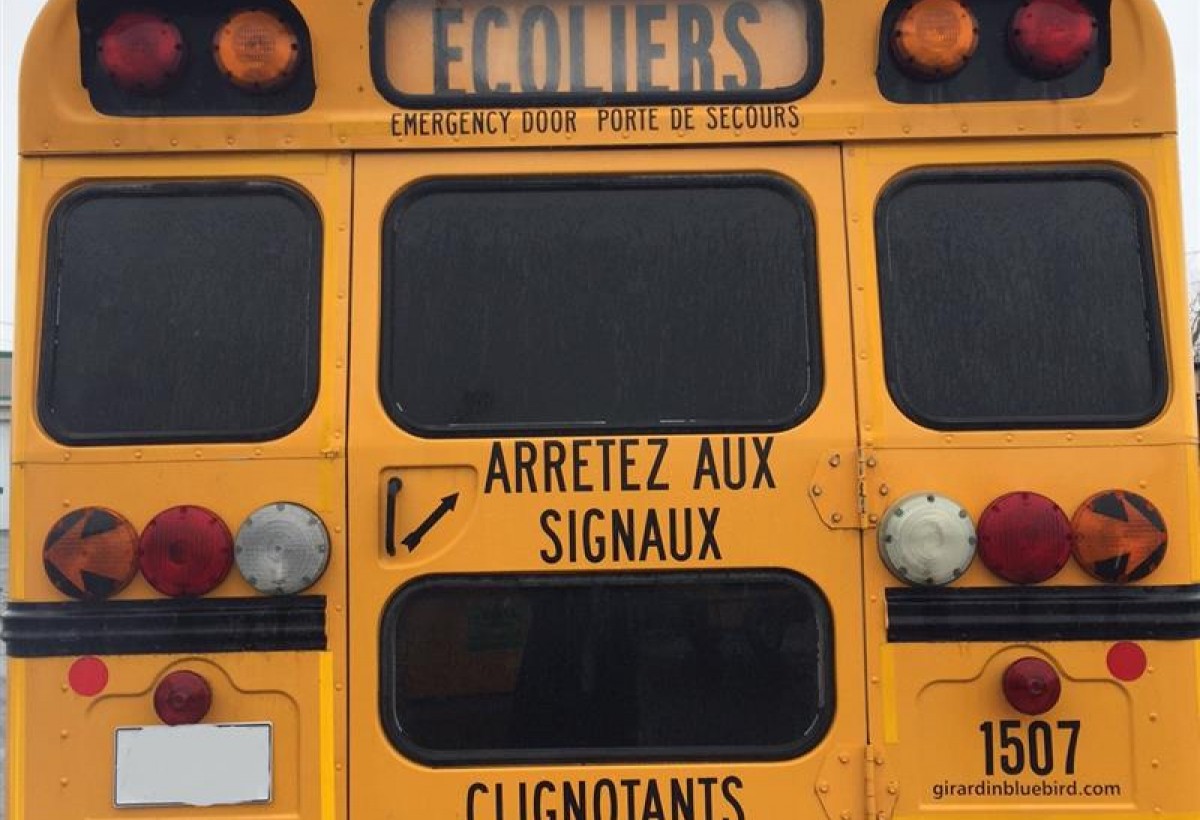 ECOLIERS
EMERGENCY DOOR PORTE DE SECOURS
ARRETEZ AUX
SIGNAUX
CLIGNOTANTS
1507
girardinbluebird.com